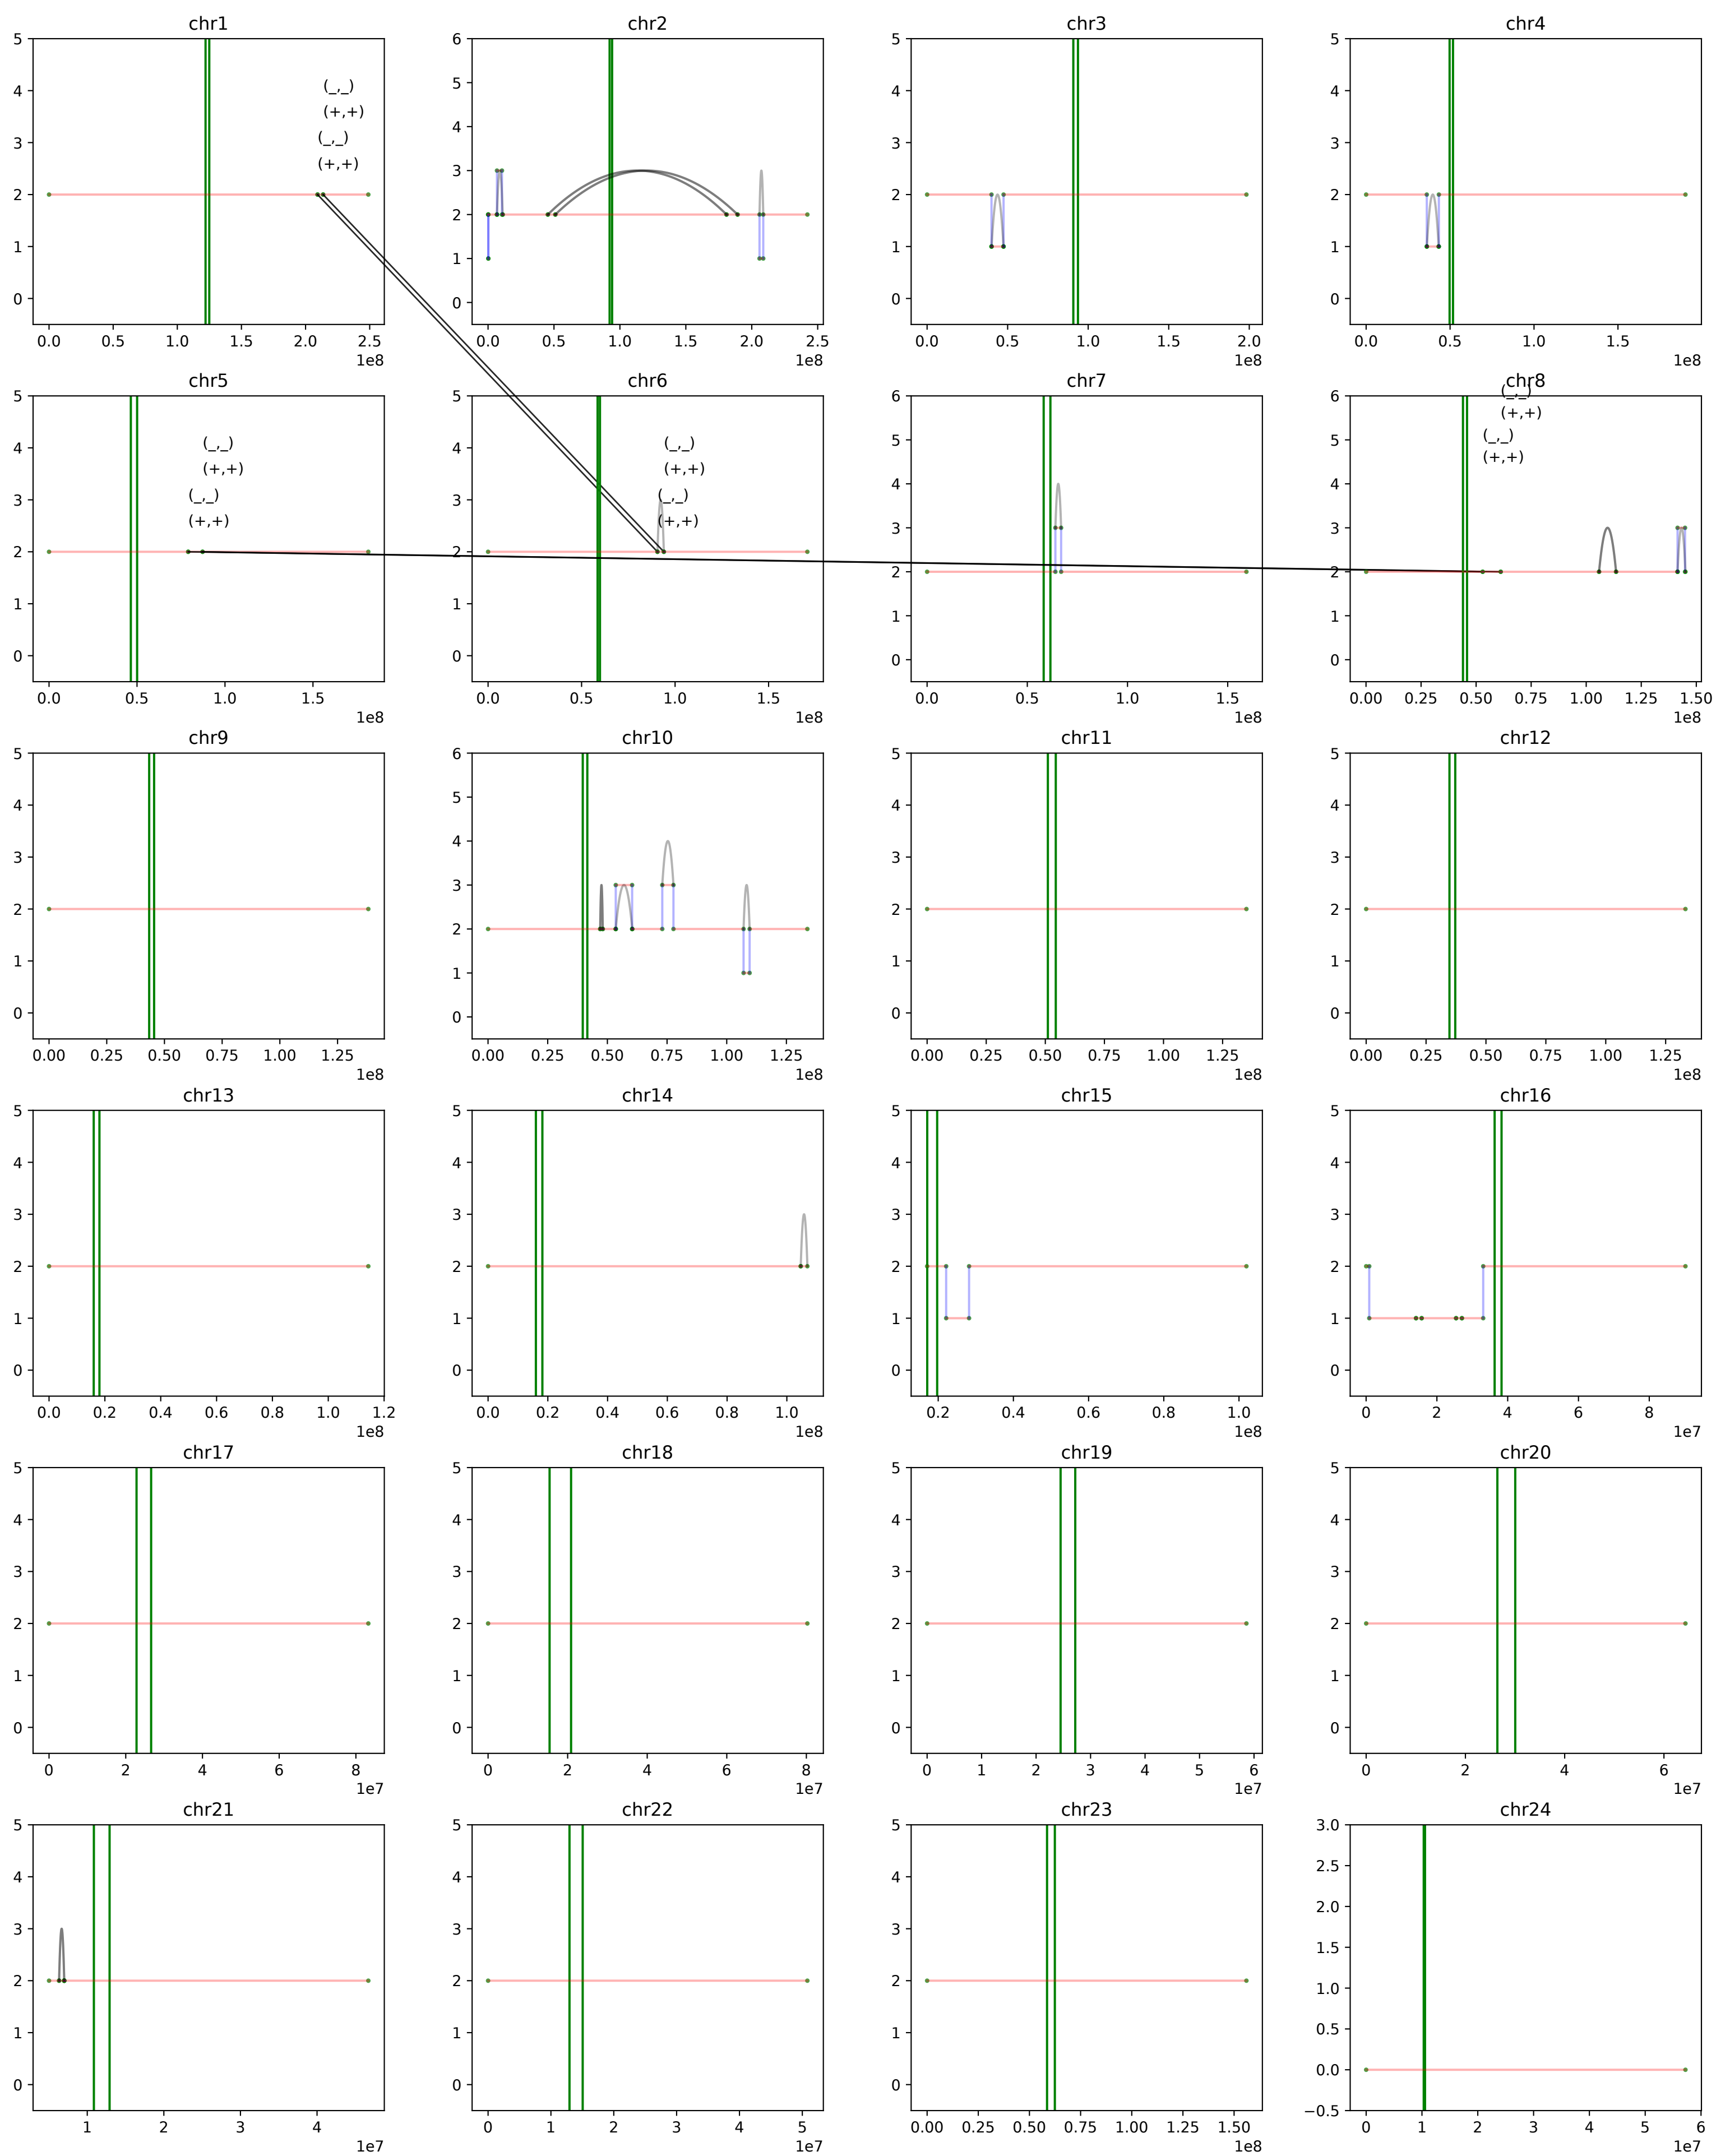 chr1 chr2 chr3 chr4
5 6 5 5
4 5 4 4
(_,_)
(+,+)
4
3 3 3
(_,_)
(+,+)
3
2 2 2 2
1 1 1 1
0 0 0 0
0.0 0.5 1.0 1.5 2.0 2.5 0.0 0.5 1.0 1.5 2.0 2.5 0.0 0.5 1.0 1.5 2.0 0.0 0.5 1.0 1.5
1e8 1e8 1e8 1e8
chr5 chr6 chr7 chr8
(_,_)
5 5 6 6
(+,+)
5 5
(_,_) (_,_) (_,_)
4 4 4 4
(+,+) (+,+) (+,+)
3 3 3 3
(_,_) (_,_)
(+,+) (+,+)
2 2 2 2
1 1 1 1
0 0 0 0
0.0 0.5 1.0 1.5 0.0 0.5 1.0 1.5 0.0 0.5 1.0 1.5 0.00 0.25 0.50 0.75 1.00 1.25 1.50
1e8 1e8 1e8 1e8
chr9 chr10 chr11 chr12
5 6 5 5
5
4 4 4 4
3 3 3 3
2 2 2 2
1 1 1 1
0 0 0 0
0.00 0.25 0.50 0.75 1.00 1.25 0.00 0.25 0.50 0.75 1.00 1.25 0.00 0.25 0.50 0.75 1.00 1.25 0.00 0.25 0.50 0.75 1.00 1.25
1e8 1e8 1e8 1e8
chr13 chr14 chr15 chr16
5 5 5 5
4 4 4 4
3 3 3 3
2 2 2 2
1 1 1 1
0 0 0 0
0.0 0.2 0.4 0.6 0.8 1.0 1.2 0.0 0.2 0.4 0.6 0.8 1.0 0.2 0.4 0.6 0.8 1.0 0 2 4 6 8
1e8 1e8 1e8 1e7
chr17 chr18 chr19 chr20
5 5 5 5
4 4 4 4
3 3 3 3
2 2 2 2
1 1 1 1
0 0 0 0
0 2 4 6 8 0 2 4 6 8 0 1 2 3 4 5 6 0 2 4 6
1e7 1e7 1e7 1e7
chr21 chr22 chr23 chr24
5 5 5 3.0
2.5
4 4 4
2.0
3 3 3
1.5
2 2 2
1.0
1 1 1
0.5
0 0 0
0.0
−0.5
1 2 3 4 0 1 2 3 4 5 0.00 0.25 0.50 0.75 1.00 1.25 1.50 0 1 2 3 4 5 6
1e7 1e7 1e8 1e7